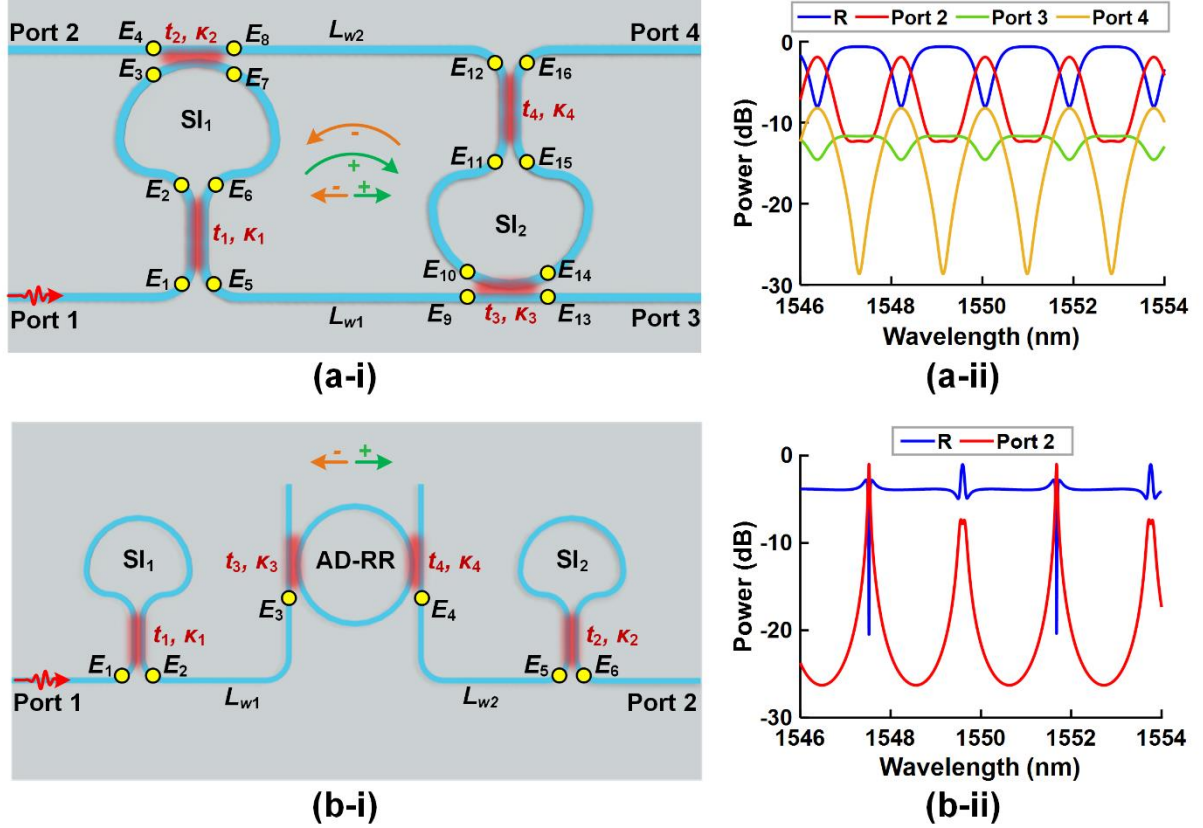 Port 2
E4
t2, κ2
E8
Lw2
Port 4
E3
E7
E12
E16
SI1
t4, κ4
-
+
- +
E11
E15
E2
E6
SI2
t1, κ1
E10
E14
E1
E5
E9
t3, κ3
E13
Port 1
Lw1
Port 3
(a-i)
R Port 2 Port 3 Port 4
Power (dB)
0
-10
-20
-30
1546 1548 1550 1552 1554
Wavelength (nm)
(a-ii)
- +
SI1
t3, κ3
AD-RR
t4, κ4
SI2
E3
E4
t1, κ1
t2, κ2
E1
E2
E5
E6
Port 1
Lw1
Lw2
Port 2
(b-i)
R Port 2
Power (dB)
0
-10
-20
-30
1546 1548 1550 1552 1554
Wavelength (nm)
(b-ii)